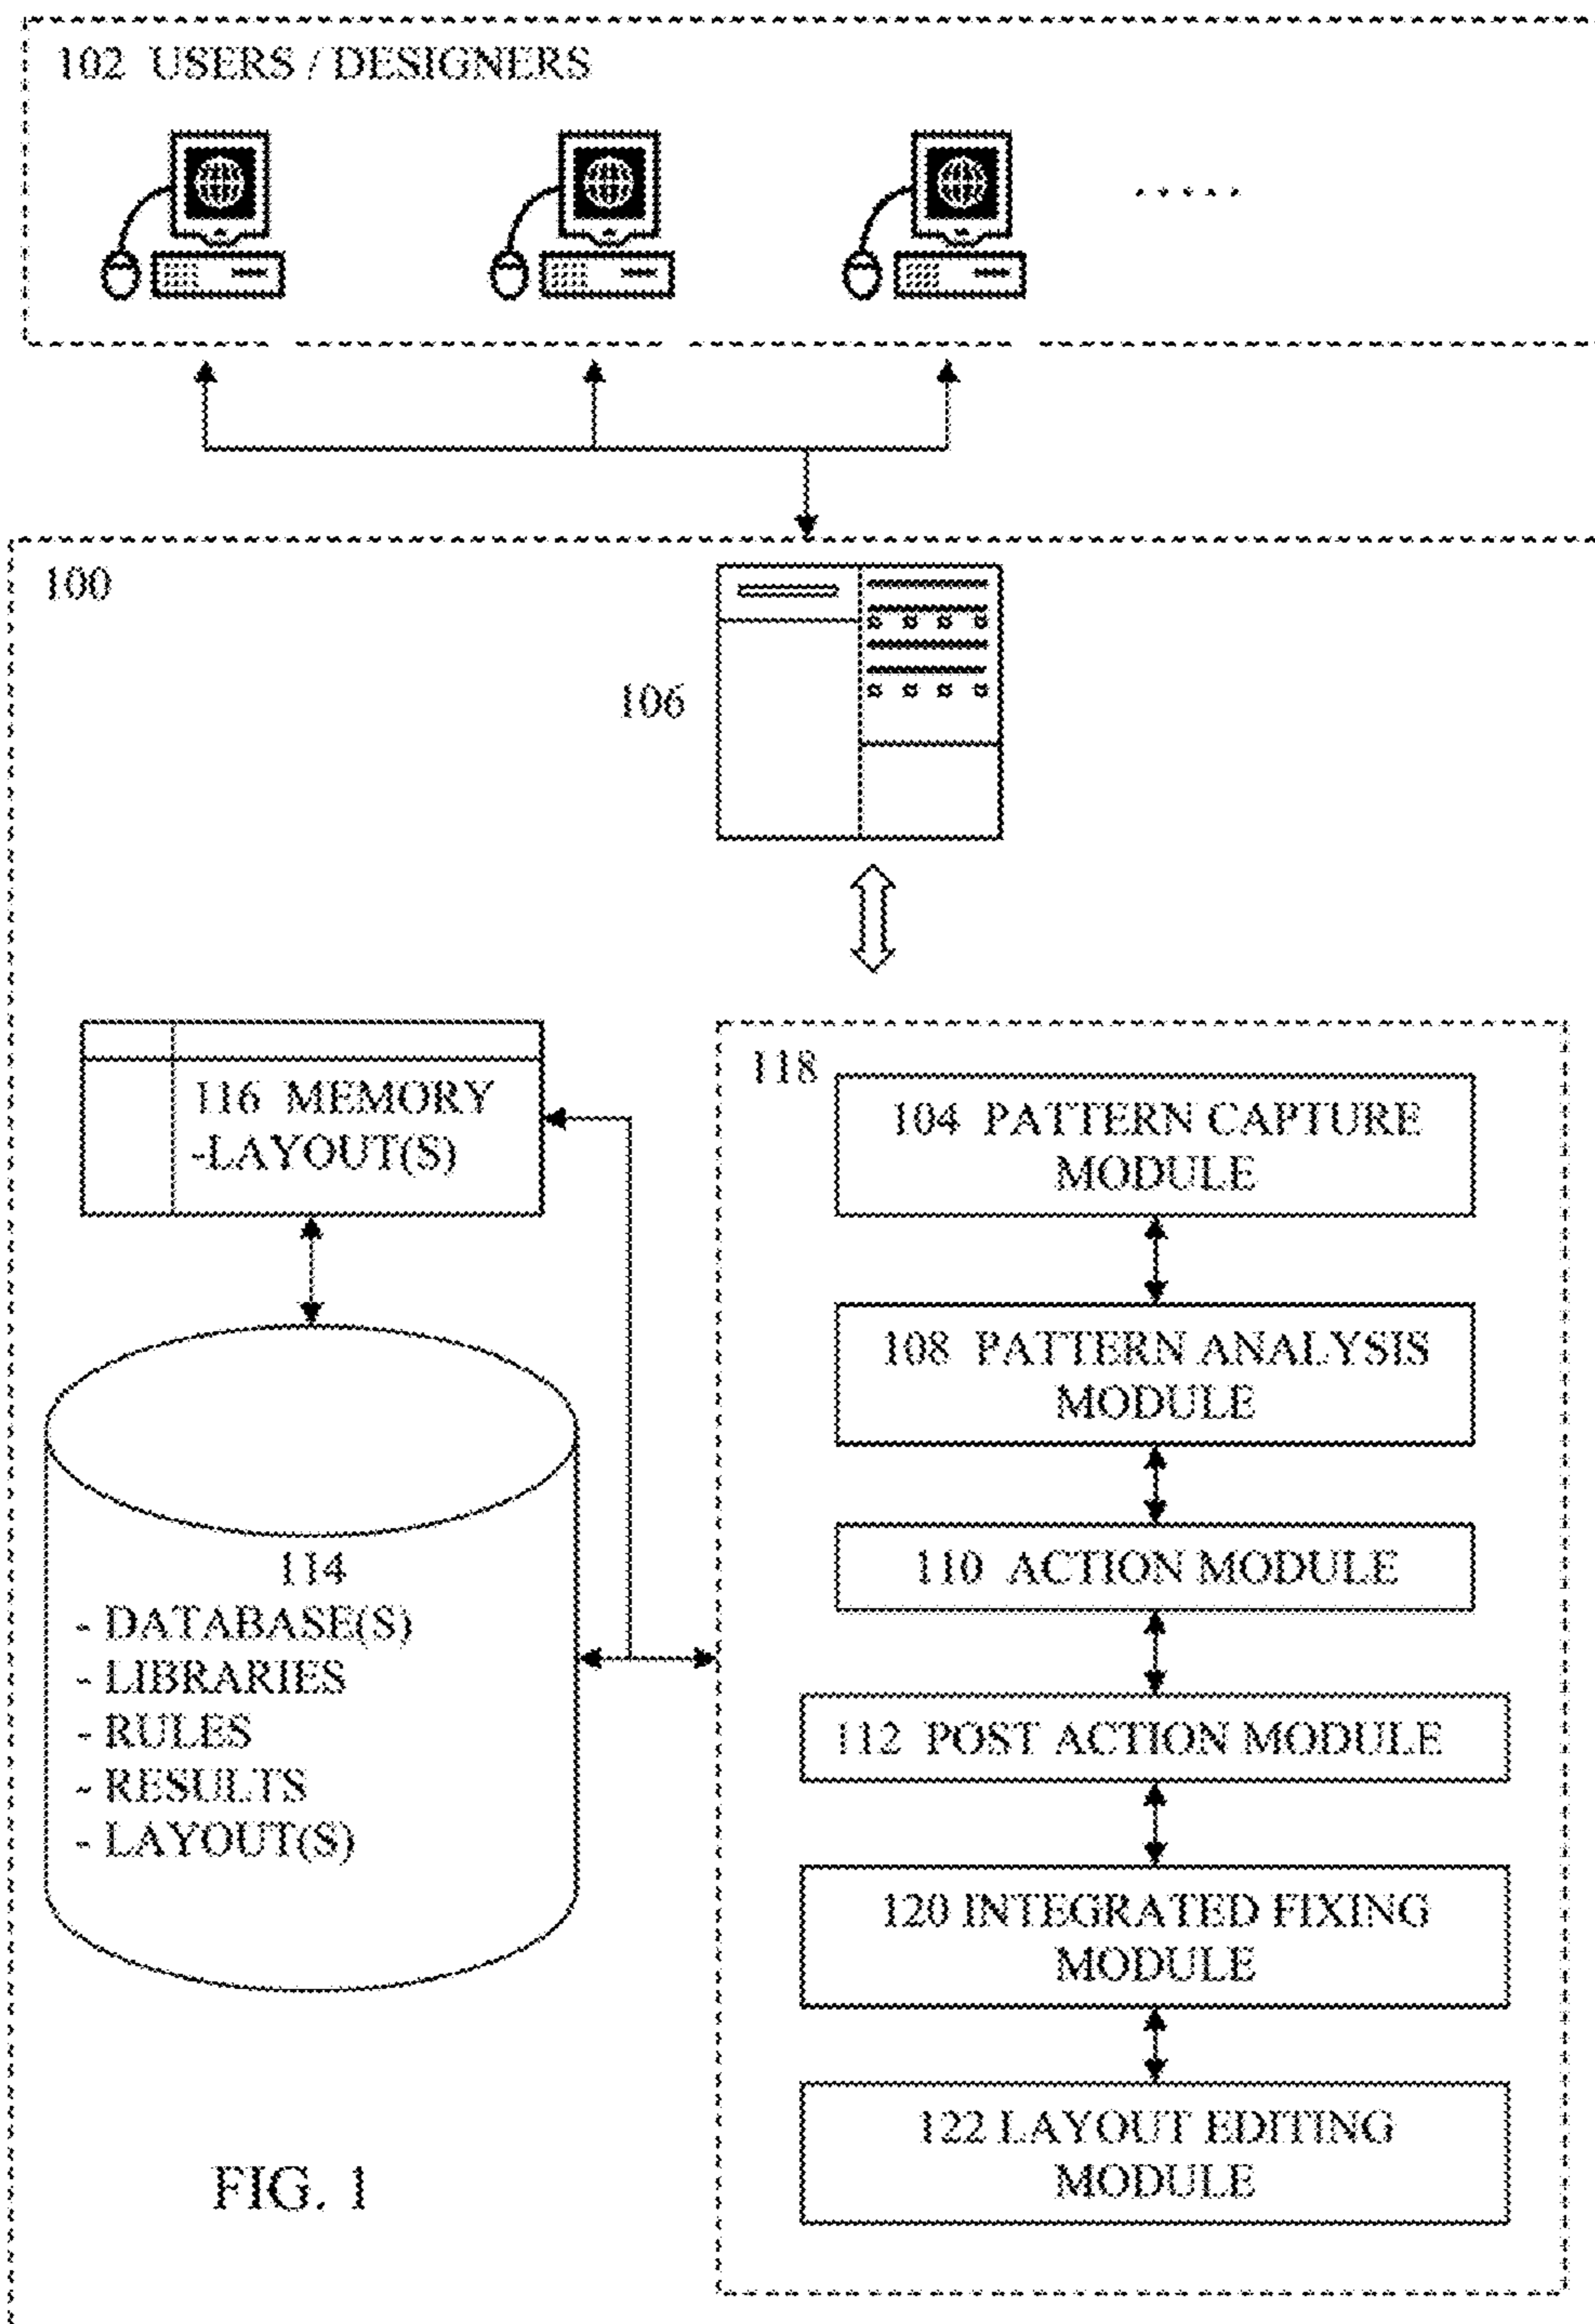 102 USERS / DESIGNERS
100
106
116 MEMORY
-LAYOUT(S)
114
- DATABASE(S)
- LIBRARIES
- RULES
- RESULTS
- LAYOUT(S)
118
104 PATTERN CAPTURE
MODULE
108 PATTERN ANALYSIS
MODULE
110 ACTION MODULE
112 POST ACTION MODULE
120 INTEGRATED FIXING
MODULE
122 LAYOUT EDITING
MODULE
FIG. 1